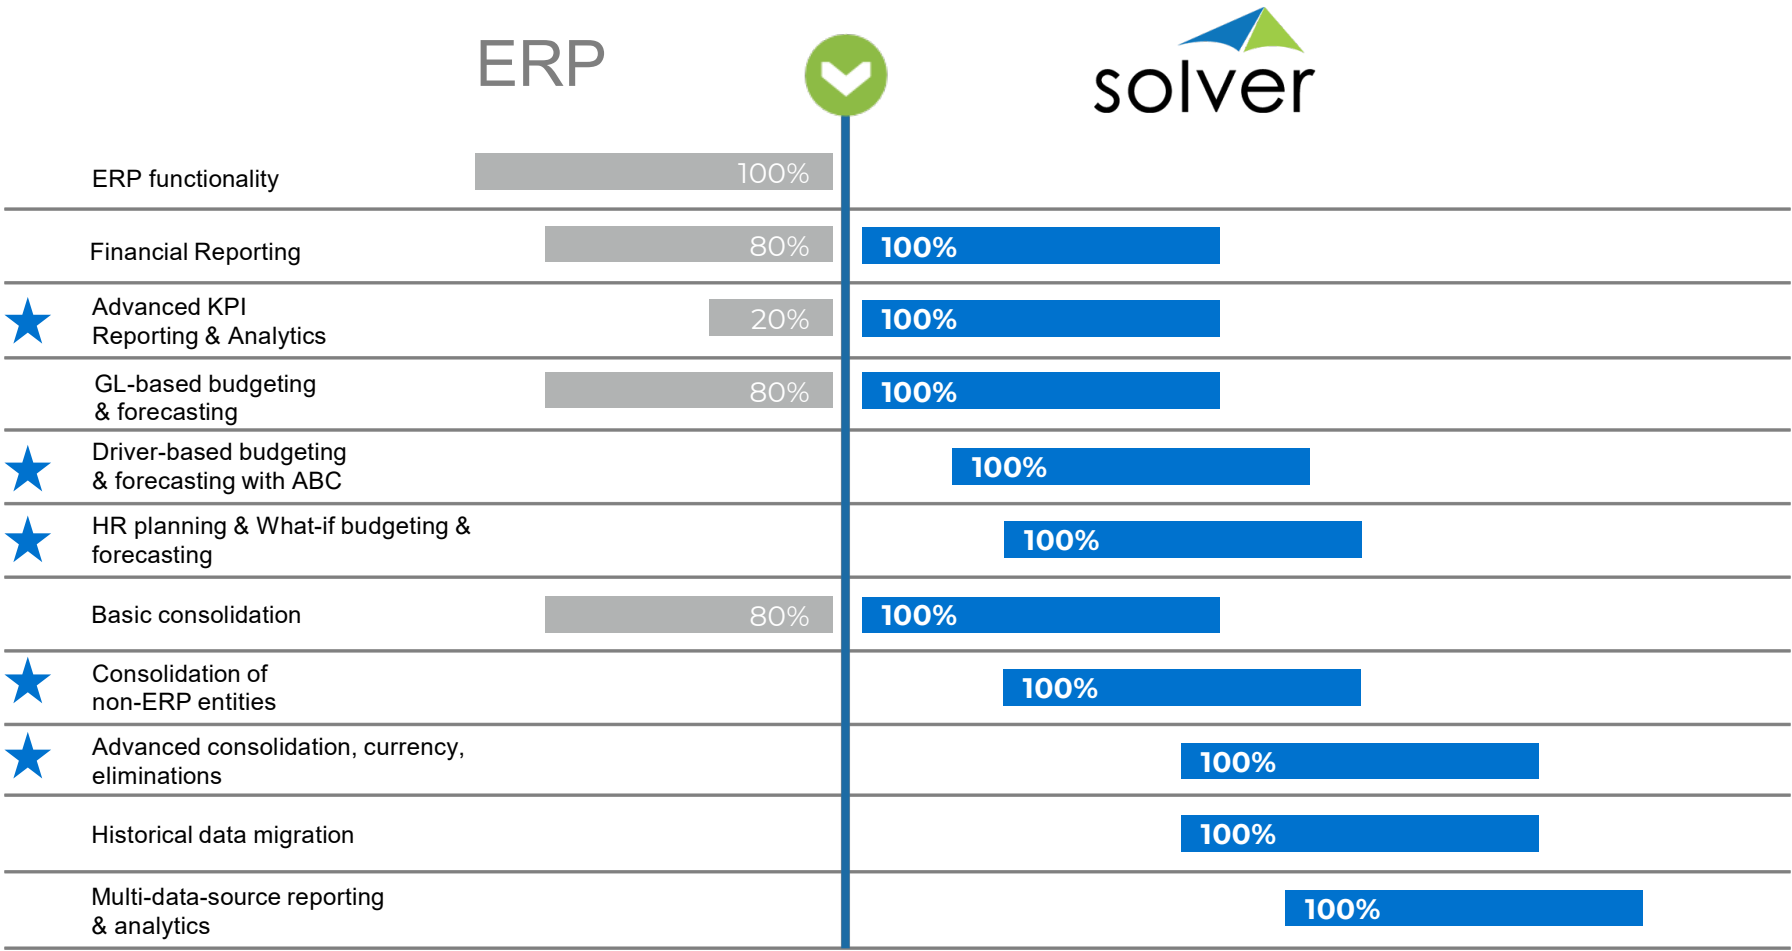 ERP
solver
ERP functionality
100%
Financial Reporting
80%
100%
Advanced KPI
Reporting & Analytics
20%
100%
GL-based budgeting
& forecasting
80%
100%
Driver-based budgeting
& forecasting with ABC
100%
HR planning & What-if budgeting &
forecasting
100%
Basic consolidation
80%
100%
Consolidation of
non-ERP entities
100%
Advanced consolidation, currency,
eliminations
100%
Historical data migration
100%
Multi-data-source reporting
& analytics
100%